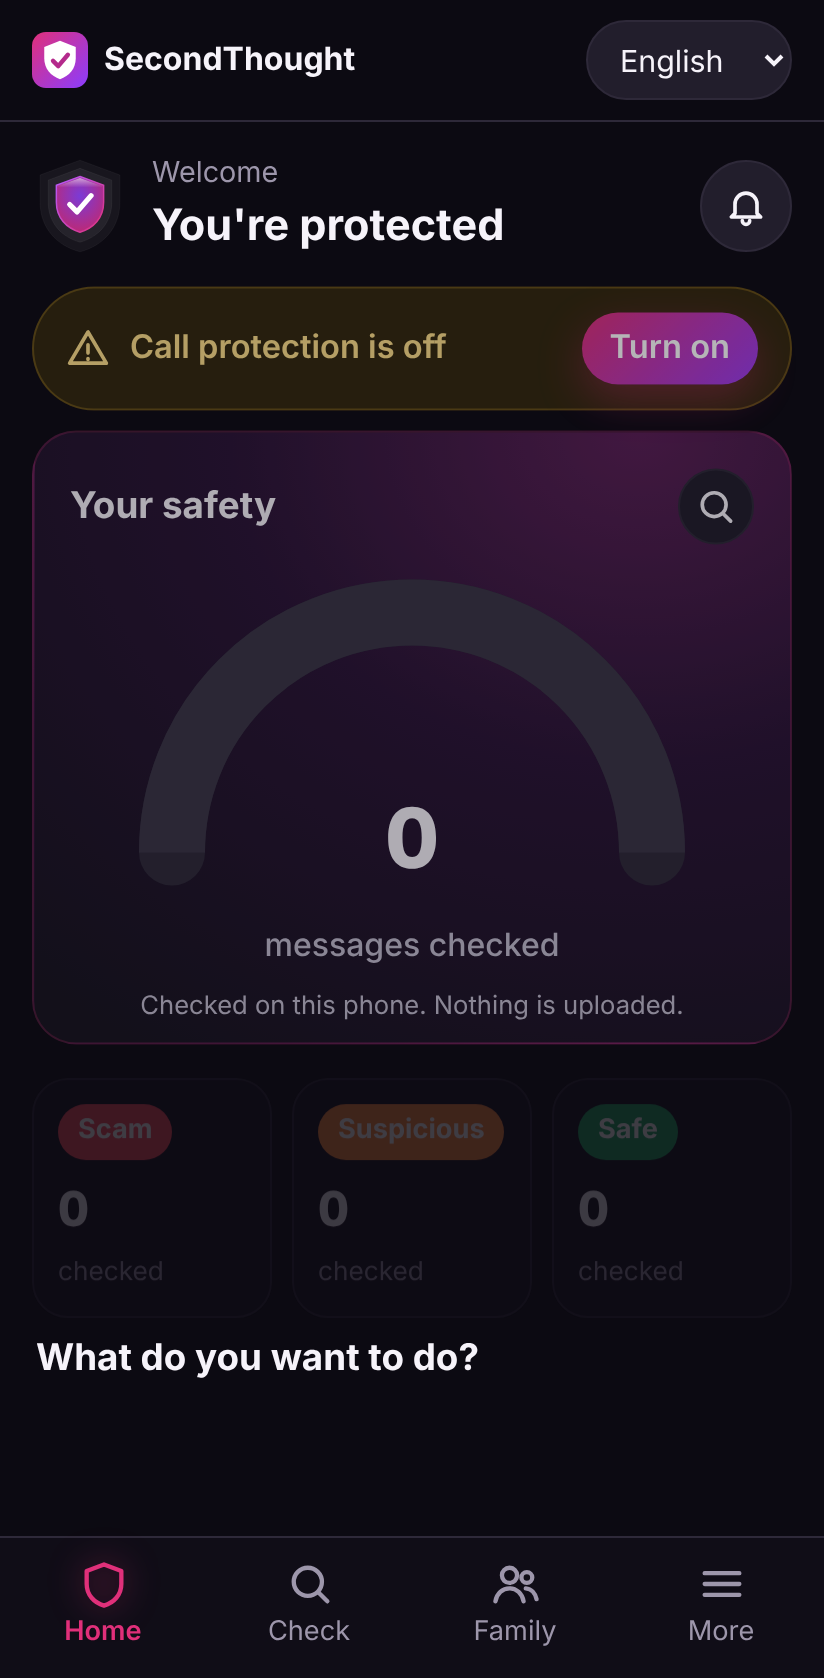 SecondThought
English
Welcome
You're protected
Call protection is off
Turn on
Your safety
0
messages checked
Checked on this phone. Nothing is uploaded.
Scam
Suspicious
Safe
0
0
0
checked
checked
checked
What do you want to do?
Home
Check
Family
More